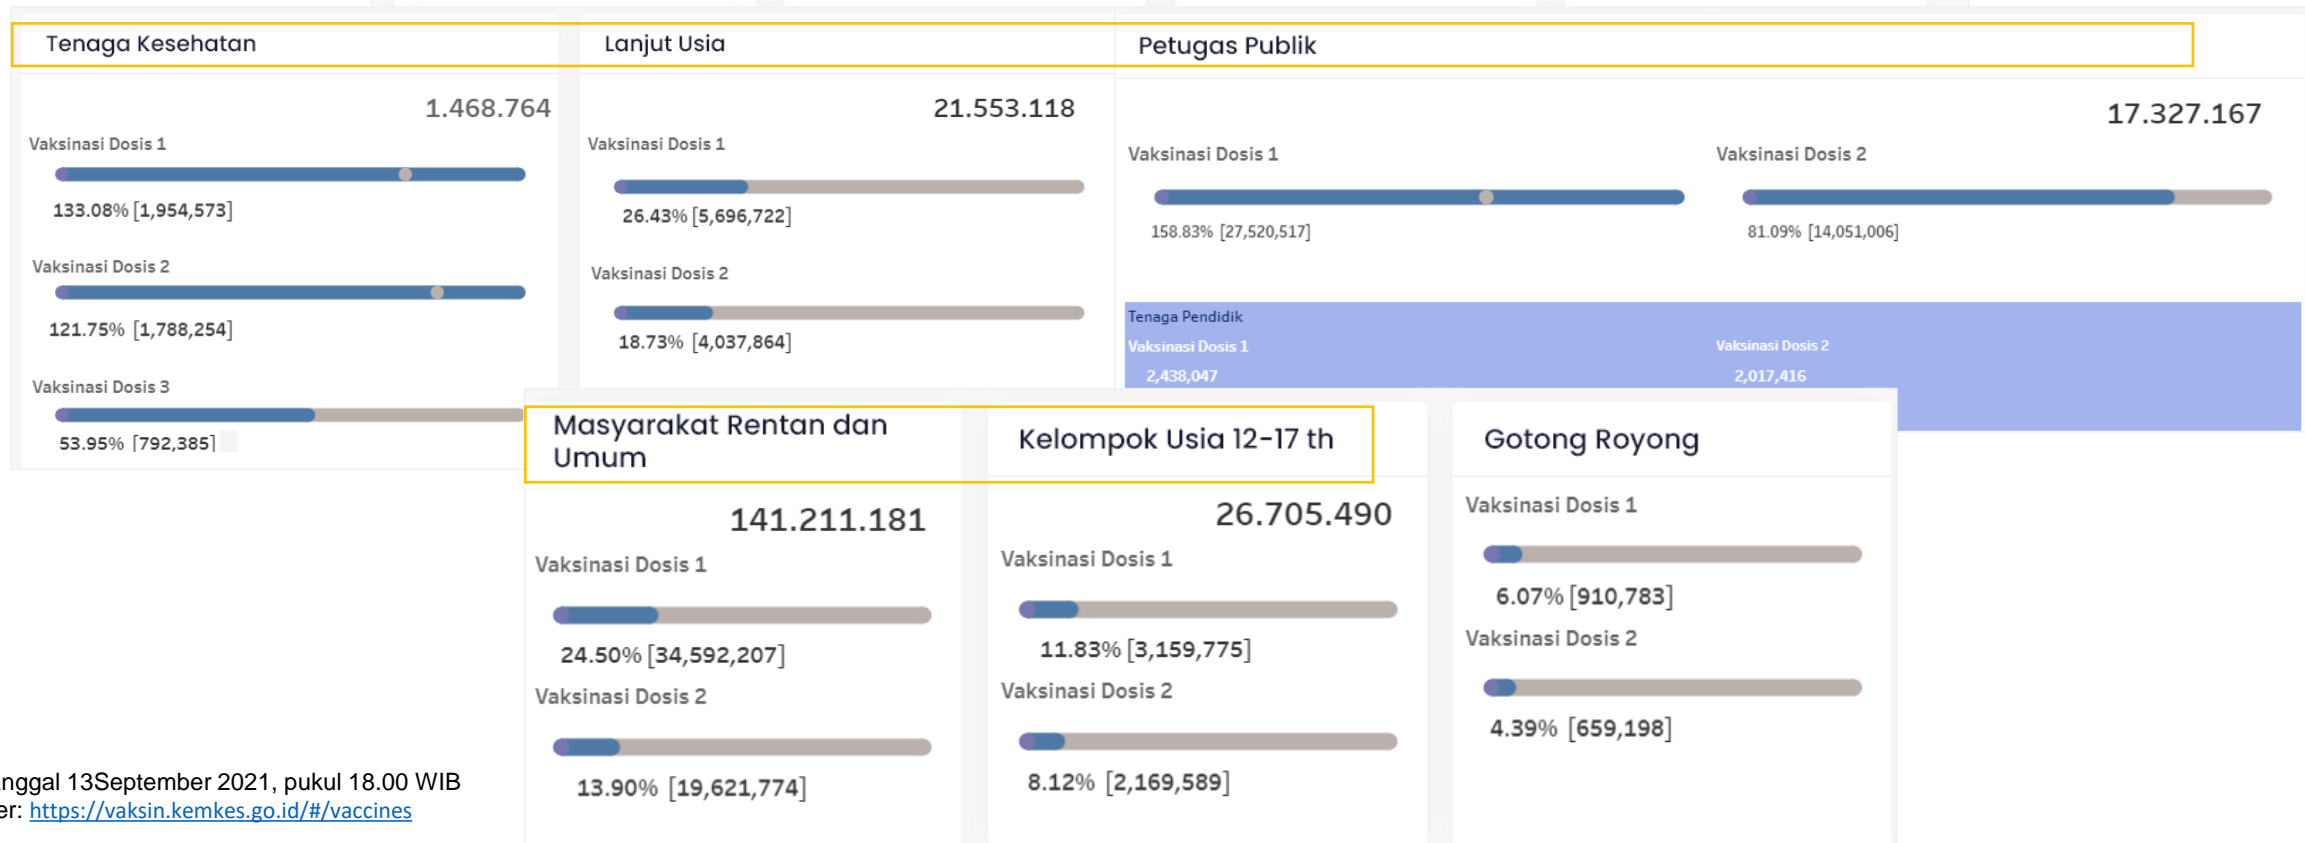 Tenaga Kesehatan
1.468.764
Vaksinasi Dosis 1
133.08% [1,954,573]
Vaksinasi Dosis 2
121.75% [1,788,254]
Vaksinasi Dosis 3
53.95% [792,385]
Lanjut Usia
21.553.118
Vaksinasi Dosis 1
26.43% [5,696,722]
Vaksinasi Dosis 2
18.73% [4,037,864]
Petugas Publik
17.327.167
Vaksinasi Dosis 1
158.83% [27,520,517]
Vaksinasi Dosis 2
81.09% [14,051,006]
Tenaga Pendidik
Vaksinasi Dosis 1
2,438,047
Vaksinasi Dosis 2
2,017,416
Masyarakat Rentan dan
Umum
141.211.181
Vaksinasi Dosis 1
24.50% [34,592,207]
Vaksinasi Dosis 2
13.90% [19,621,774]
Kelompok Usia 12-17 th
26.705.490
Vaksinasi Dosis 1
11.83% [3,159,775]
Vaksinasi Dosis 2
8.12% [2,169,589]
Gotong Royong
Vaksinasi Dosis 1
6.07% [910,783]
Vaksinasi Dosis 2
4.39% [659,198]
nggal 13September 2021, pukul 18.00 WIB
er: https://vaksin.kemkes.go.id/#/vaccines